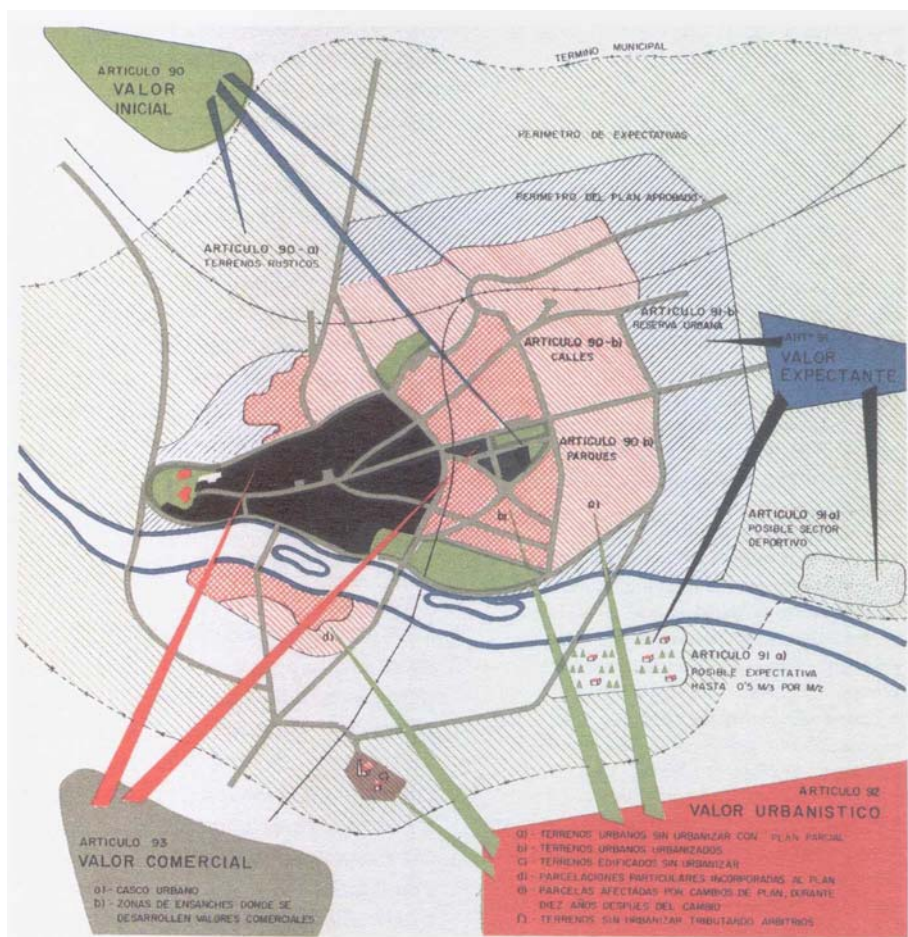 TERMINO MUNICIPAL
ARTICULO 90
VALOR
INICIAL
PERIMETRO DE EXPECTATIVAS
PERIMETRO DEL PLAN APROBADO
ARTICULO 90-a)
TERRENOS RUSTICOS
ARTICULO 91-b
RESERVA URBANA
ARTº 91
VALOR
EXPECTANTE
ARTICULO 90-b)
CALLES
ARTICULO 90 b)
PARQUES
b)
a)
ARTICULO 91a)
POSIBLE SECTOR
DEPORTIVO
d)
ARTICULO 91 a)
POSIBLE EXPECTATIVA
HASTA 0'5 M/3 POR M/2
c)
ARTICULO 93
VALOR COMERCIAL
a) - CASCO URBANO
b) - ZONAS DE ENSANCHES DONDE SE
DESARROLLEN VALORES COMERCIALES
ARTICULO 92
VALOR URBANISTICO
a) - TERRENOS URBANOS SIN URBANIZAR CON PLAN PARCIAL
b) - TERRENOS URBANOS URBANIZADOS
c) - TERRENOS EDIFICADOS SIN URBANIZAR
d) - PARCELACIONES PARTICULARES INCORPORADAS AL PLAN
e) - PARCELAS AFECTADAS POR CAMBIOS DE PLAN, DURANTE
DIEZ AÑOS DESPUES DEL CAMBIO
f) - TERRENOS SIN URBANIZAR TRIBUTANDO ARBITRIOS